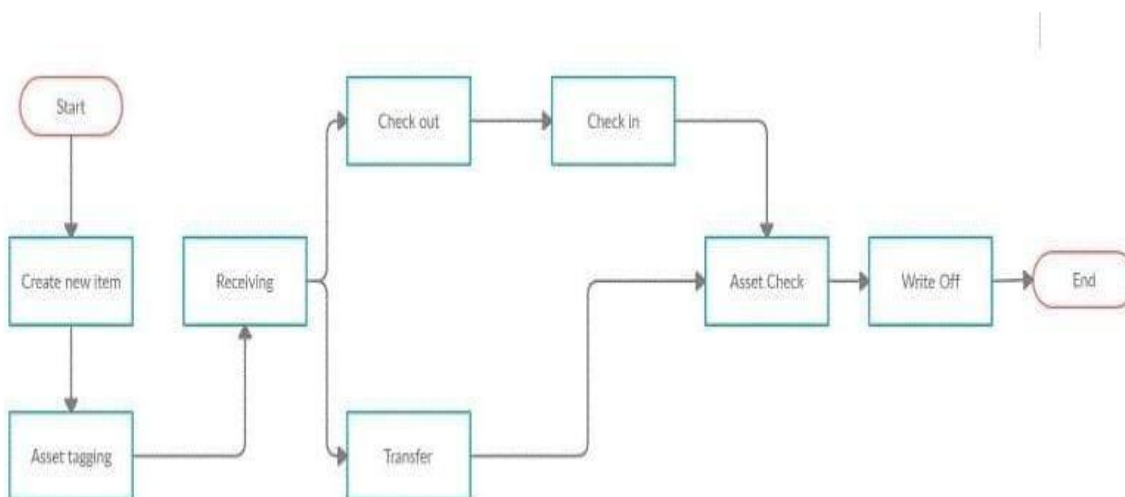 Start
Check out
Check in
Create new item
Receiving
Asset Check
Write Off
End
Asset tagging
Transfer